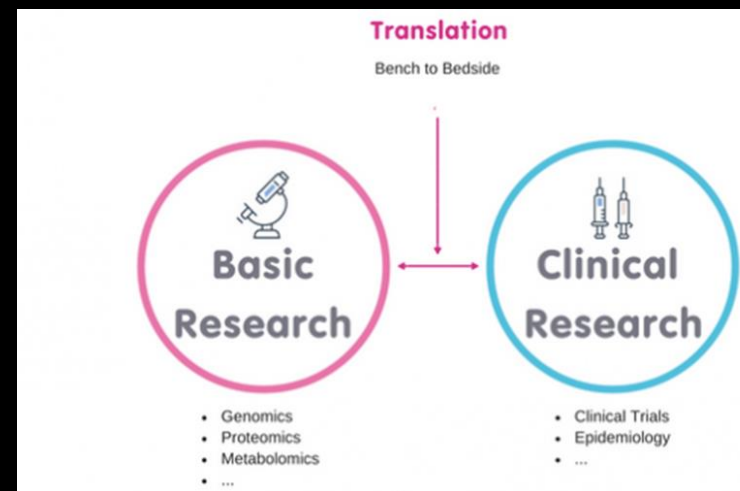 Translation
Bench to Bedside
Basic
Research
Clinical
Research
• Genomics
• Proteomics
• Metabolomics
• ...
• Clinical Trials
• Epidemiology
• ...